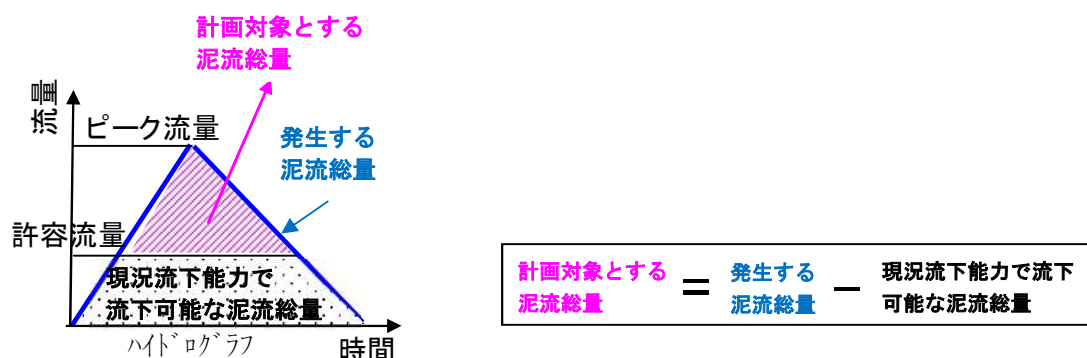 計画対象とする
泥流総量
流量
ピーク流量
発生する
泥流総量
許容流量
現況流下能力で
流下可能な泥流総量
ﾊｲﾄﾞﾛｸﾞﾗﾌ
時間
計画対象とする
泥流総量
=
発生する
泥流総量
−
現況流下能力で流下
可能な泥流総量